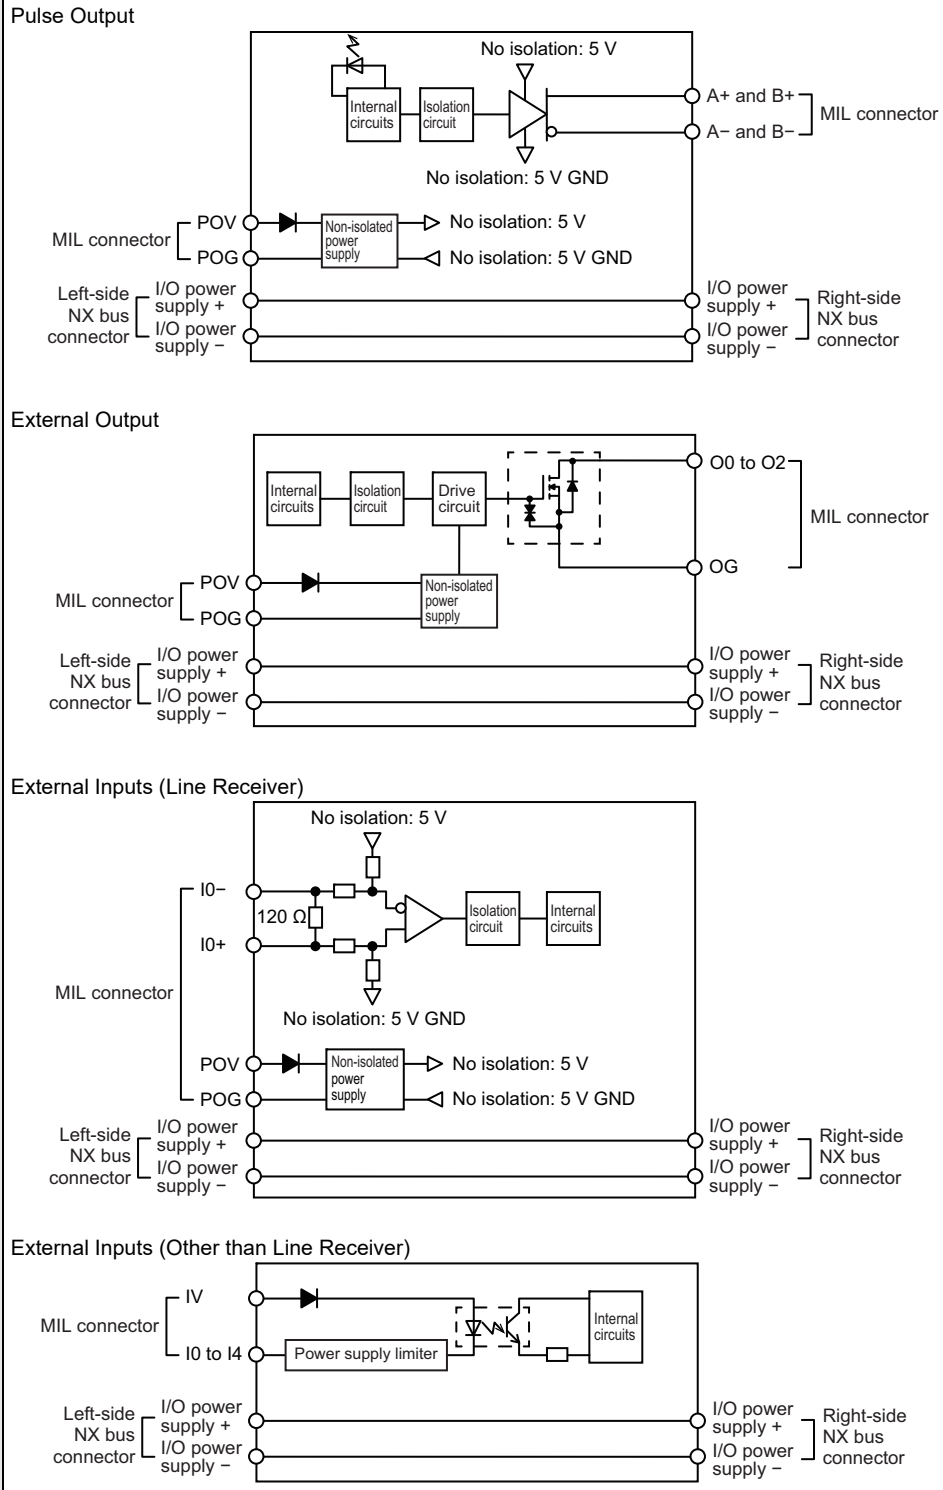 Pulse Output
No isolation: 5 V
Internal
circuits
Isolation
circuit
A+ and B+
A− and B−
MIL connector
No isolation: 5 V GND
MIL connector
POV
POG
Non-isolated
power
supply
No isolation: 5 V
No isolation: 5 V GND
Left-side
NX bus
connector
I/O power
supply +
I/O power
supply −
I/O power
supply +
I/O power
supply −
Right-side
NX bus
connector
External Output
Internal
circuits
Isolation
circuit
Drive
circuit
O0 to O2
OG
MIL connector
MIL connector
POV
POG
Non-isolated
power
supply
Left-side
NX bus
connector
I/O power
supply +
I/O power
supply −
I/O power
supply +
I/O power
supply −
Right-side
NX bus
connector
External Inputs (Line Receiver)
No isolation: 5 V
I0−
120 Ω
I0+
Isolation
circuit
Internal
circuits
MIL connector
No isolation: 5 V GND
POV
POG
Non-isolated
power
supply
No isolation: 5 V
No isolation: 5 V GND
Left-side
NX bus
connector
I/O power
supply +
I/O power
supply −
I/O power
supply +
I/O power
supply −
Right-side
NX bus
connector
External Inputs (Other than Line Receiver)
MIL connector
IV
I0 to I4
Power supply limiter
Internal
circuits
Left-side
NX bus
connector
I/O power
supply +
I/O power
supply −
I/O power
supply +
I/O power
supply −
Right-side
NX bus
connector